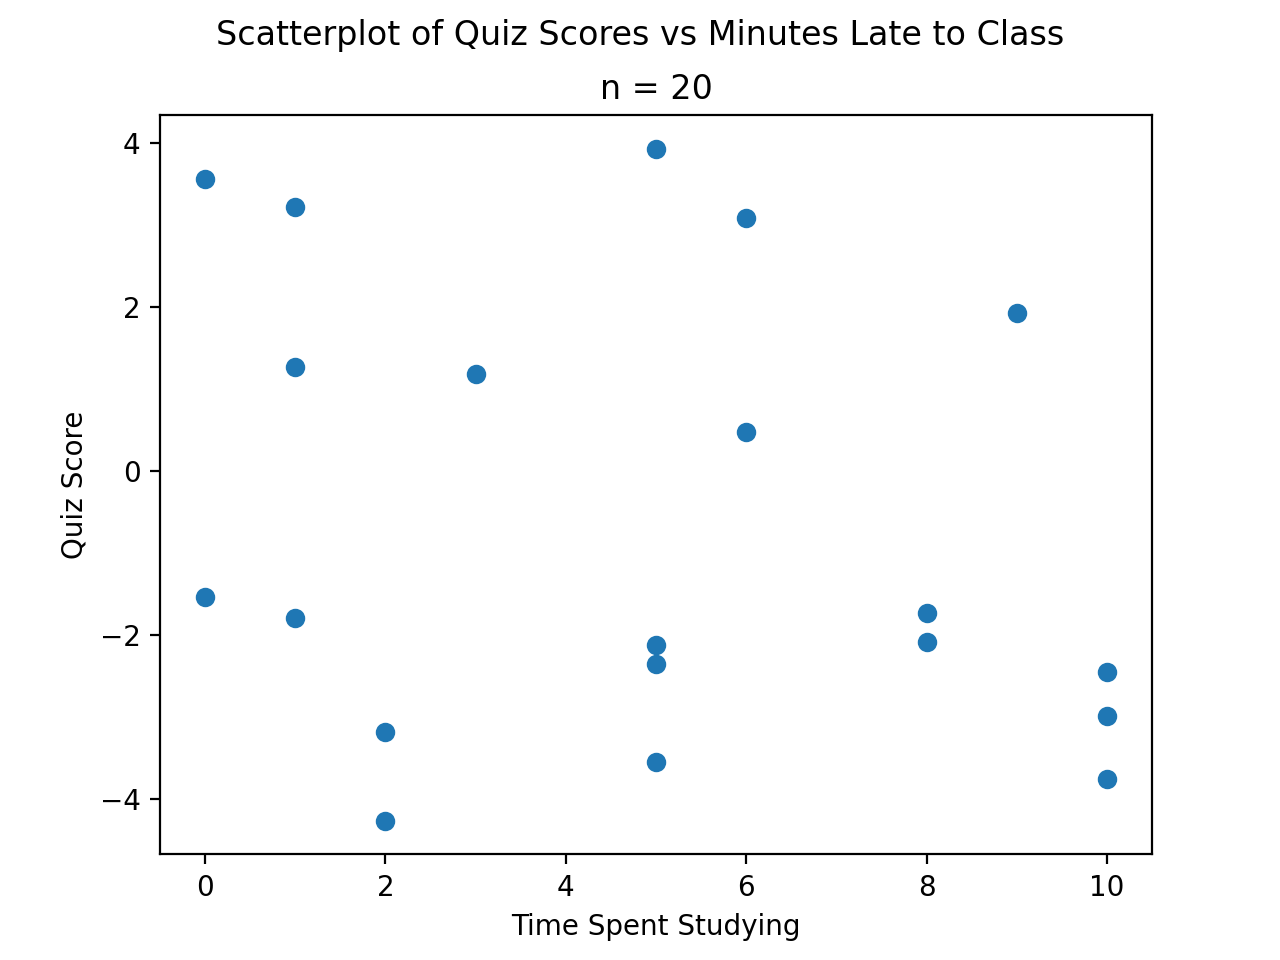 Scatterplot of Quiz Scores vs Minutes Late to Class
n = 20
4
2
0
−2
−4
Quiz Score
0 2 4 6 8 10
Time Spent Studying